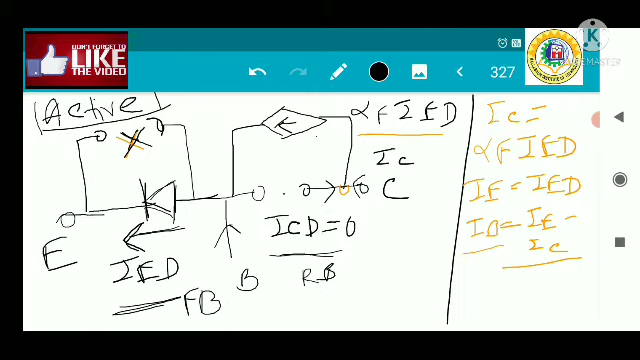 DON'T FORGET TO
LIKE
THE VIDEO
327
Active
αF IED
IC
E
IED
FB
B
ICD=0
RB
C
IC=
αF IED
IE=IED
IB=IE-
IC